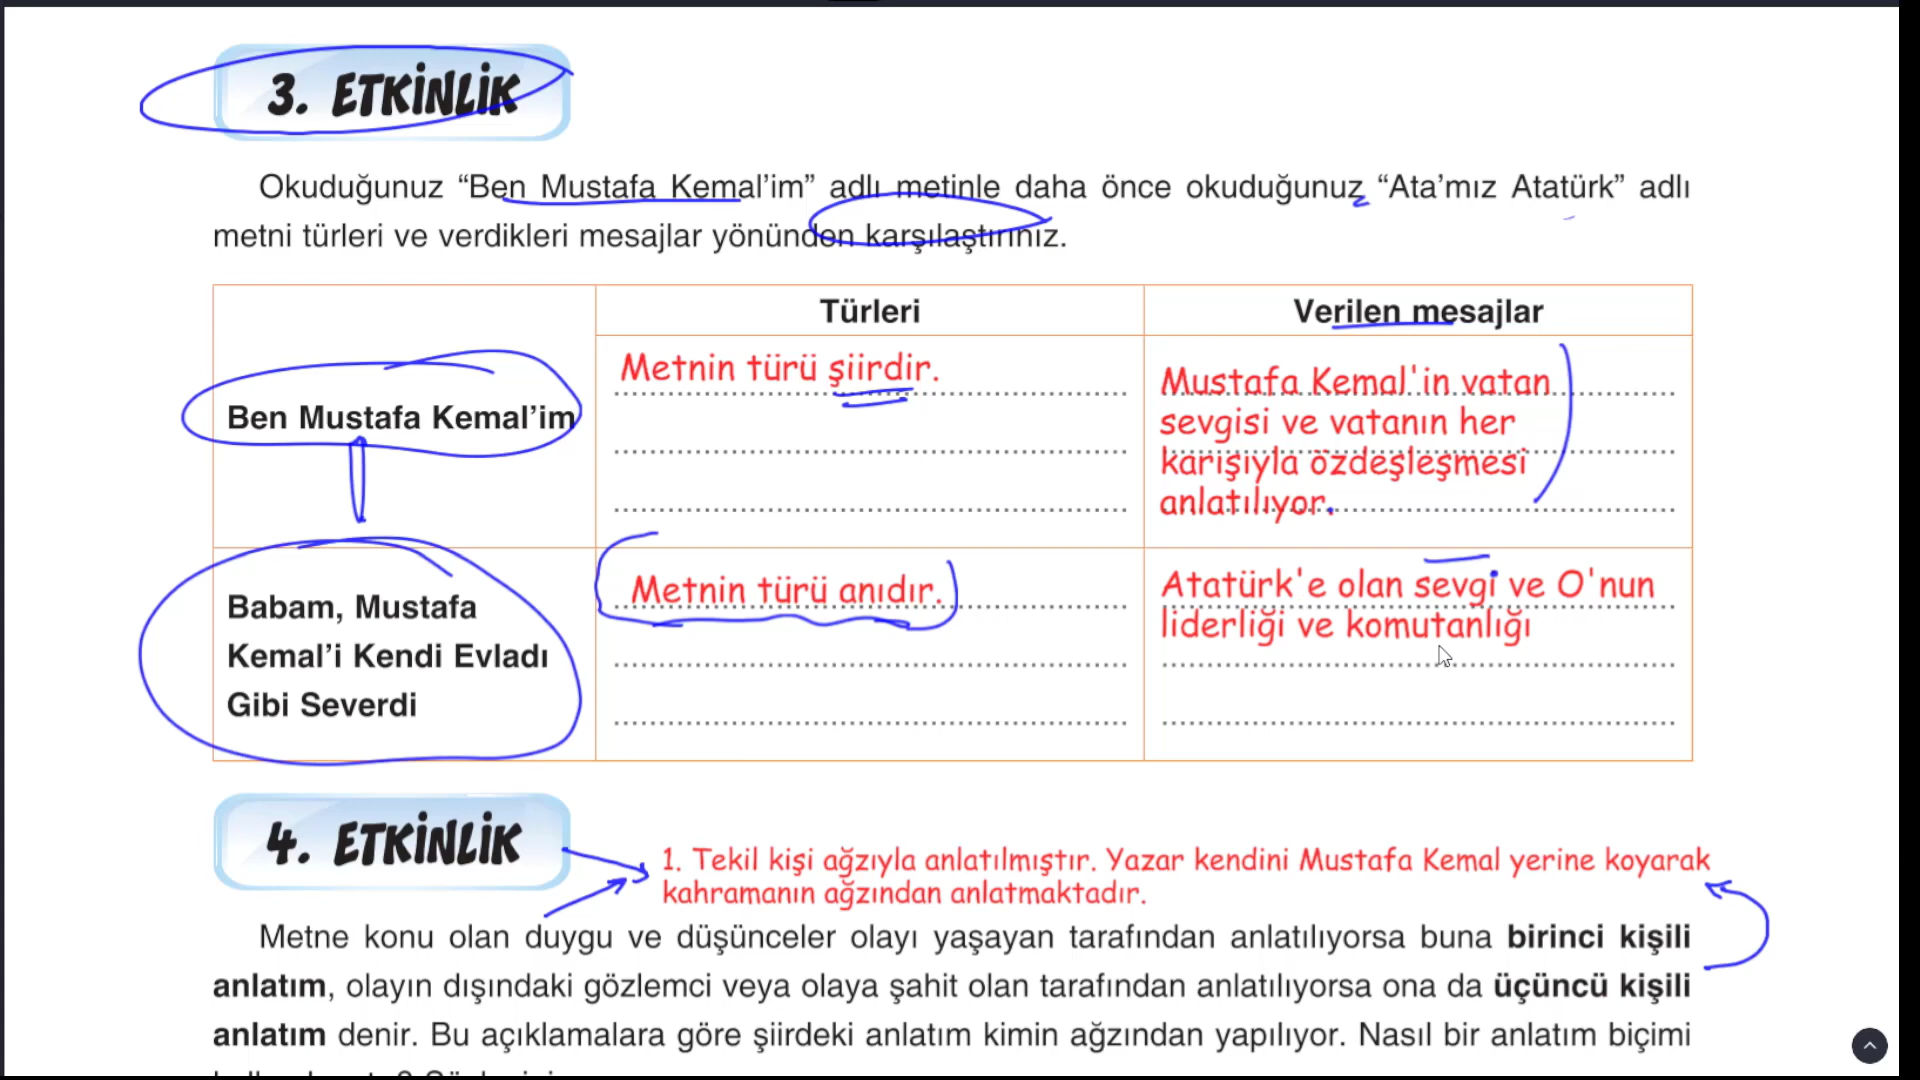 3. ETKİNLİK
Okuduğunuz “Ben Mustafa Kemal’im” adlı metinle daha önce okuduğunuz “Ata’mız Atatürk” adlı
metni türleri ve verdikleri mesajlar yönünden karşılaştırınız.
Türleri
Verilen mesajlar
Ben Mustafa Kemal’im
Metnin türü şiirdir.
Mustafa Kemal'in vatan
sevgisi ve vatanın her
karışıyla özdeşleşmesi
anlatılıyor.
Babam, Mustafa
Kemal’i Kendi Evladı
Gibi Severdi
Metnin türü anıdır.
Atatürk'e olan sevgi ve O'nun
liderliği ve komutanlığı
4. ETKİNLİK
1. Tekil kişi ağzıyla anlatılmıştır. Yazar kendini Mustafa Kemal yerine koyarak
kahramanın ağzından anlatmaktadır.
Metne konu olan duygu ve düşünceler olayı yaşayan tarafından anlatılıyorsa buna birinci kişili
anlatım, olayın dışındaki gözlemci veya olaya şahit olan tarafından anlatılıyorsa ona da üçüncü kişili
anlatım denir. Bu açıklamalara göre şiirdeki anlatım kimin ağzından yapılıyor. Nasıl bir anlatım biçimi